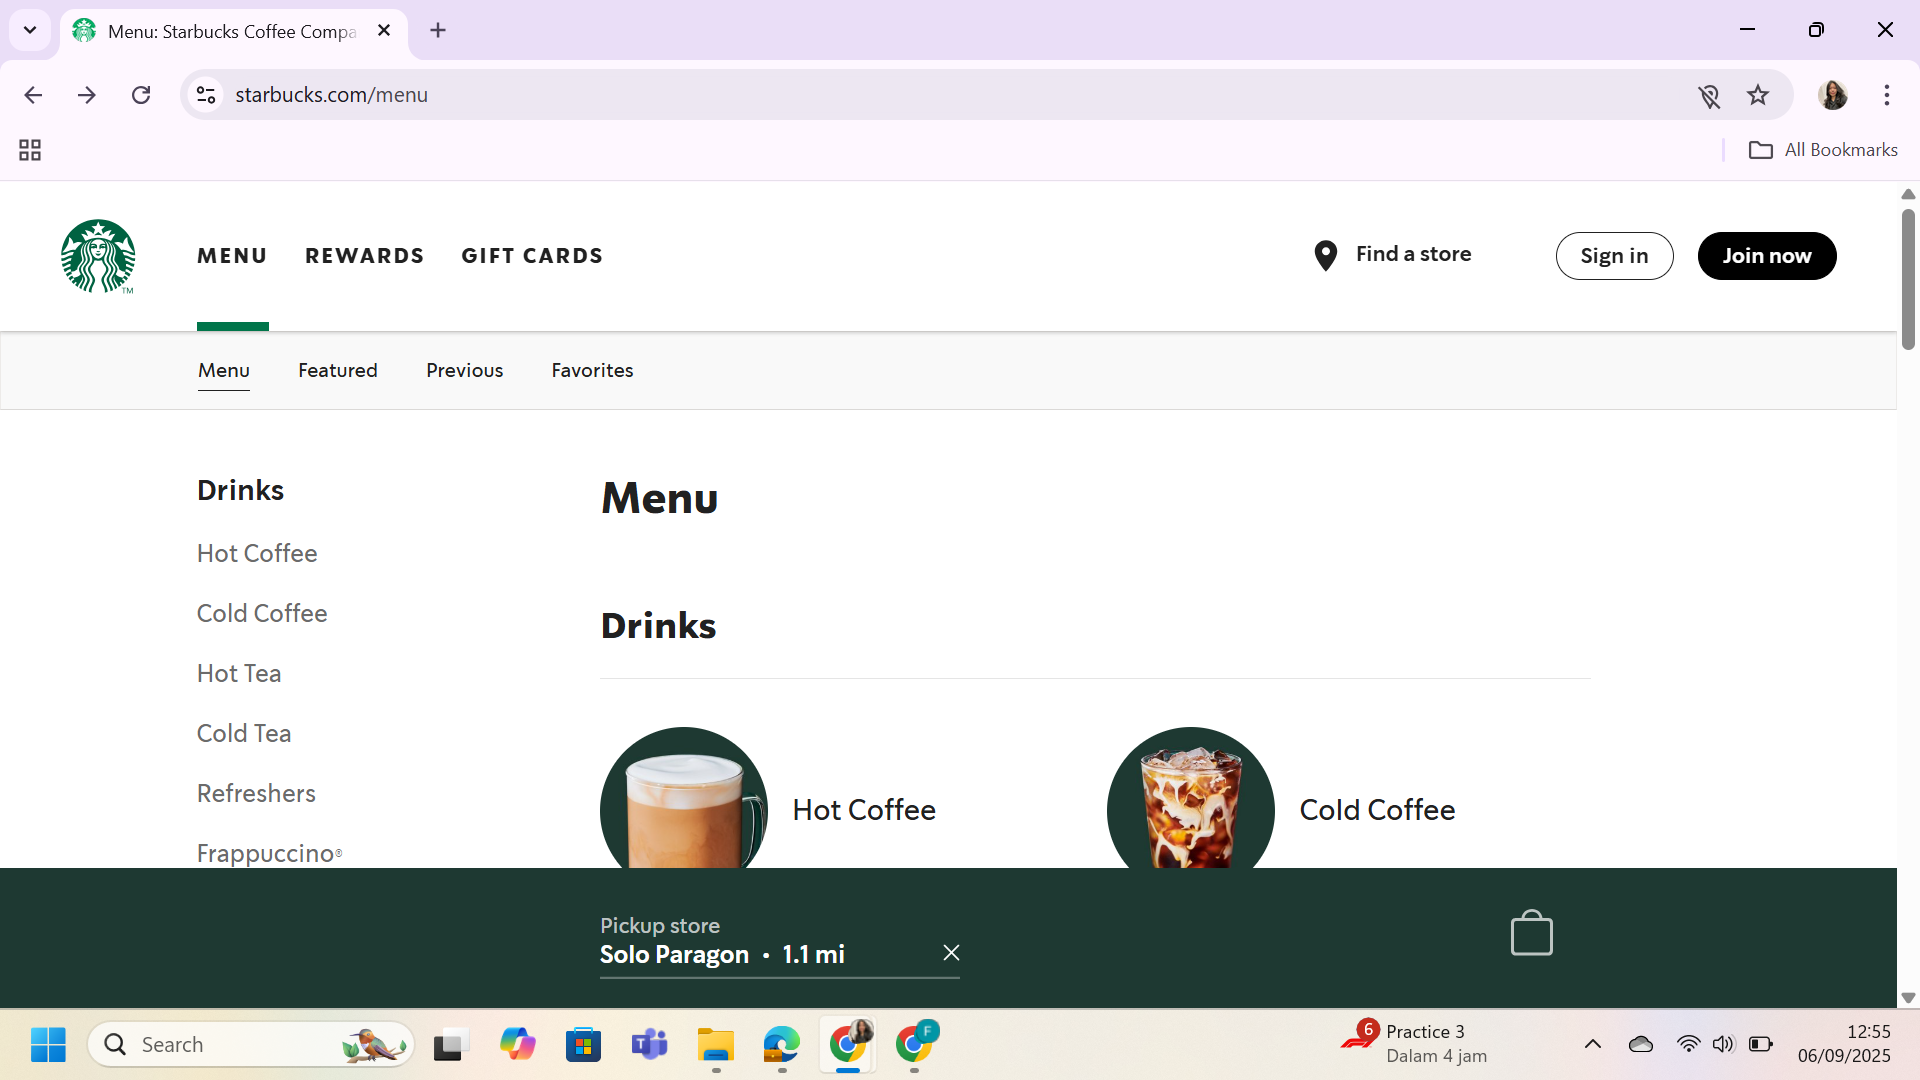 Menu: Starbucks Coffee Compa
starbucks.com/menu
All Bookmarks
TM
MENU REWARDS GIFT CARDS
Find a store
Sign in
Join now
Menu Featured Previous Favorites
Drinks
Hot Coffee
Cold Coffee
Hot Tea
Cold Tea
Refreshers
Frappuccino®
Menu
Drinks
Hot Coffee
Cold Coffee
Pickup store
Solo Paragon • 1.1 mi
Search
T
F
6
Practice 3
Dalam 4 jam
12:55
06/09/2025